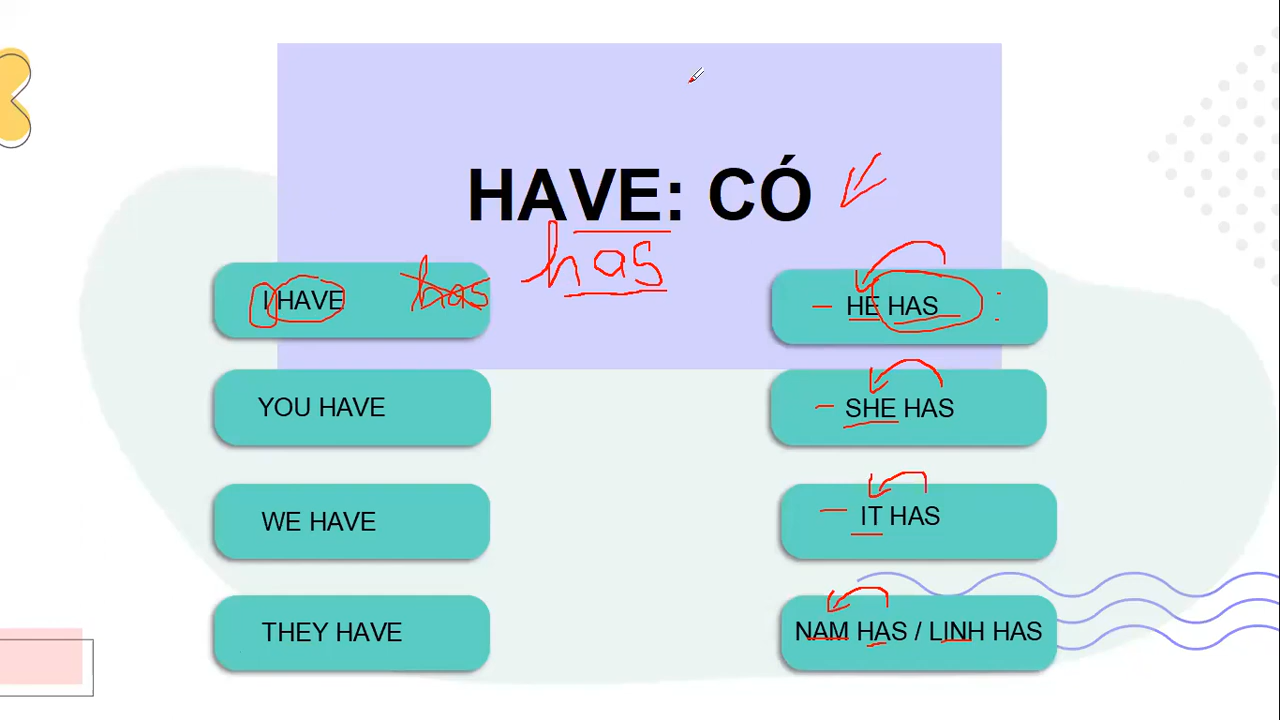 HAVE: CÓ
has
I HAVE
has
HE HAS
YOU HAVE
SHE HAS
WE HAVE
IT HAS
THEY HAVE
NAM HAS / LINH HAS